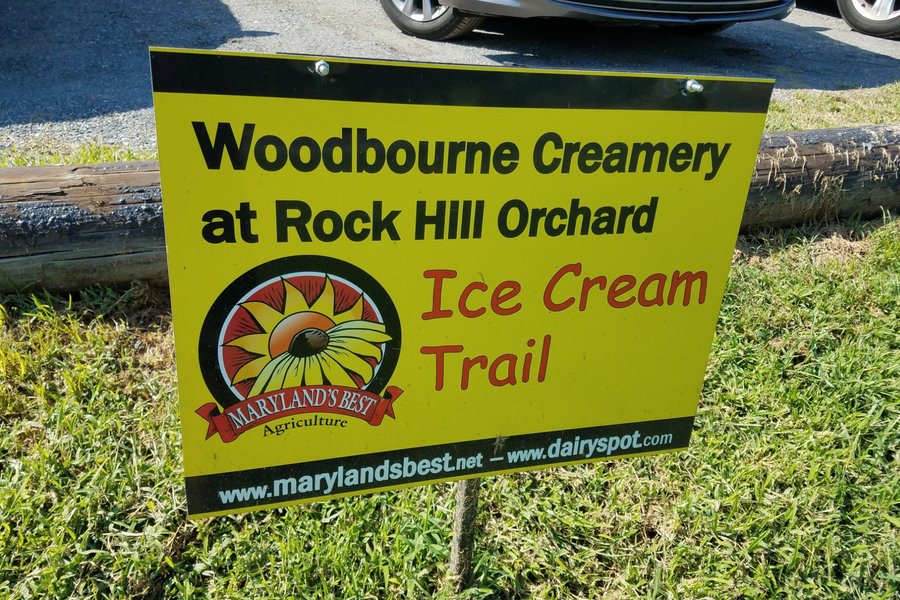 Woodbourne Creamery
at Rock Hill Orchard
Ice Cream
Trail
MARYLAND'S BEST
Agriculture
www.marylandsbest.net – www.dairyspot.com